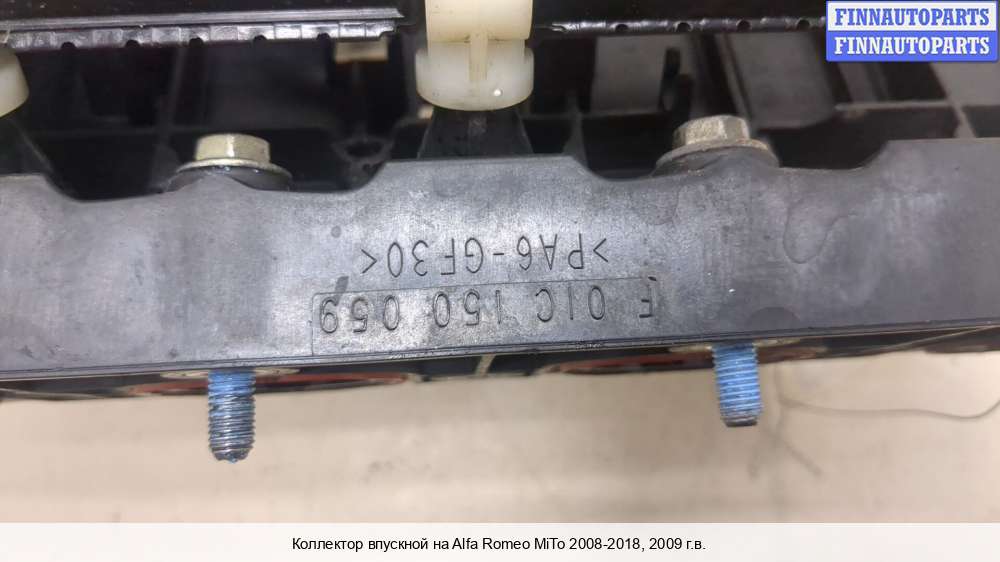 FINNAUTOPARTS
FINNAUTOPARTS
F 01C 150 059
>PA6-GF30<
Коллектор впускной на Alfa Romeo MiTo 2008-2018, 2009 г.в.